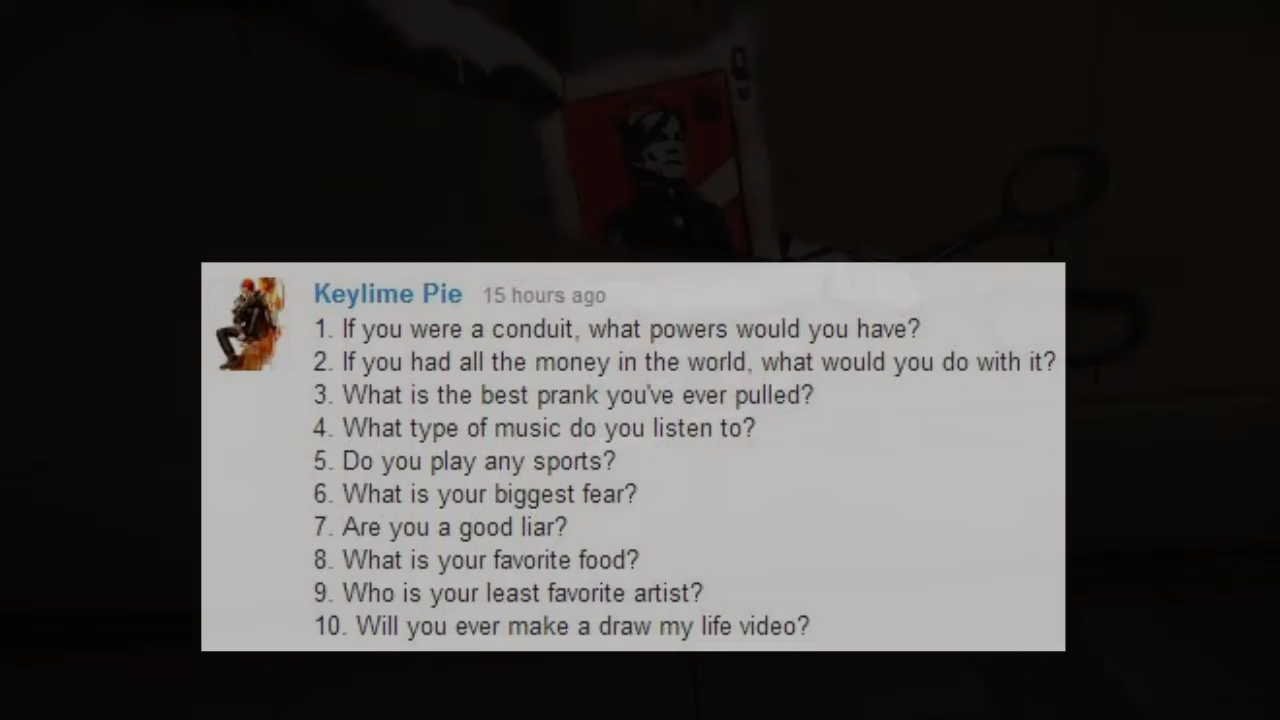 Keylime Pie 15 hours ago
1. If you were a conduit, what powers would you have?
2. If you had all the money in the world, what would you do with it?
3. What is the best prank you've ever pulled?
4. What type of music do you listen to?
5. Do you play any sports?
6. What is your biggest fear?
7. Are you a good liar?
8. What is your favorite food?
9. Who is your least favorite artist?
10. Will you ever make a draw my life video?